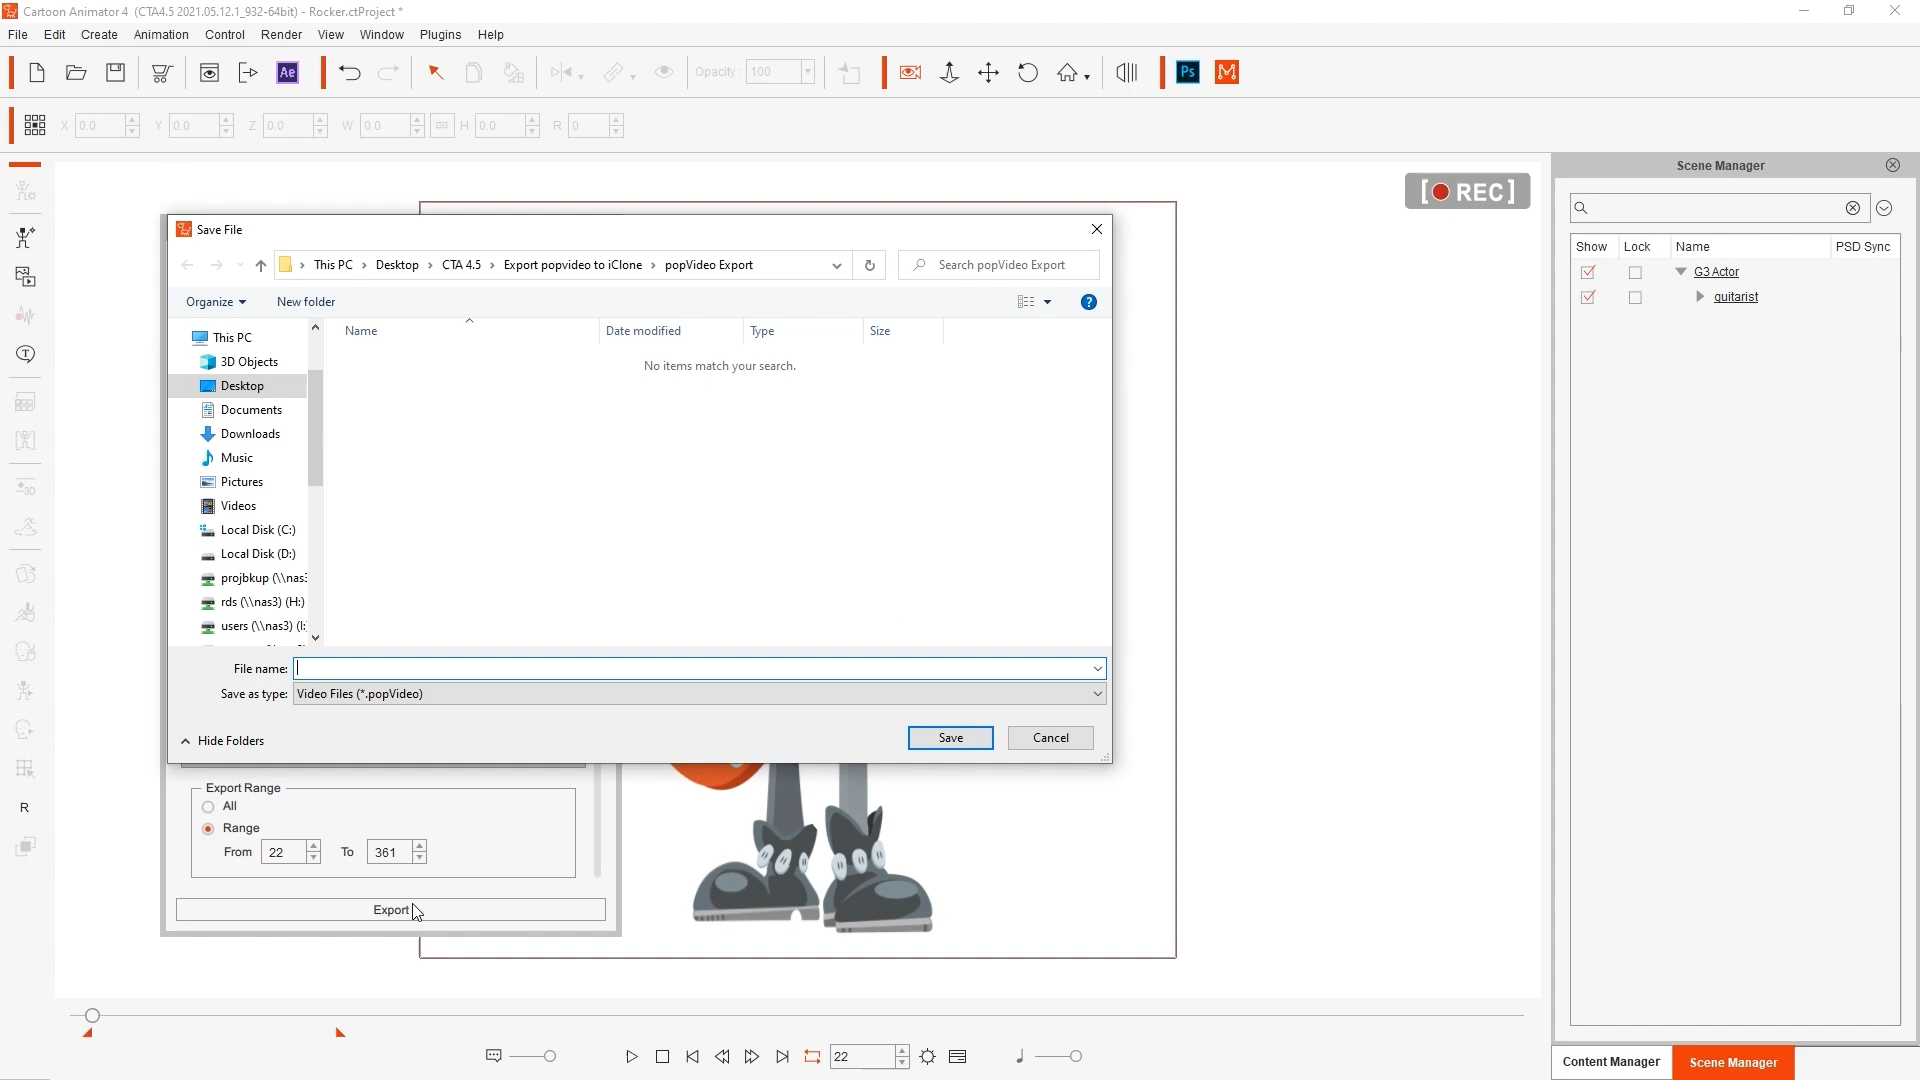 Cartoon Animator 4 (CTA4.5 2021.05.12.1_932-64bit) - Rocker.ctProject *
File Edit Create Animation Control Render View Window Plugins Help
Ae
Opacity: 100
Ps
X 0.0 Y 0.0 Z 0.0 W 0.0 H 0.0 R 0
[ REC ]
Scene Manager
Show Lock Name PSD Sync
G3 Actor
guitarist
Save File
This PC Desktop CTA 4.5 Export popvideo to iClone popVideo Export
Search popVideo Export
Organize New folder
?
Name Date modified Type Size
No items match your search.
This PC
3D Objects
Desktop
Documents
Downloads
Music
Pictures
Videos
Local Disk (C:)
Local Disk (D:)
projbkup (\\nas3
rds (\\nas3) (H:)
users (\\nas3) (I:
File name:
Save as type: Video Files (*.popVideo)
Hide Folders
Save Cancel
Export Range
All
Range
From 22 To 361
Export
T
3D
R
22
Content Manager Scene Manager